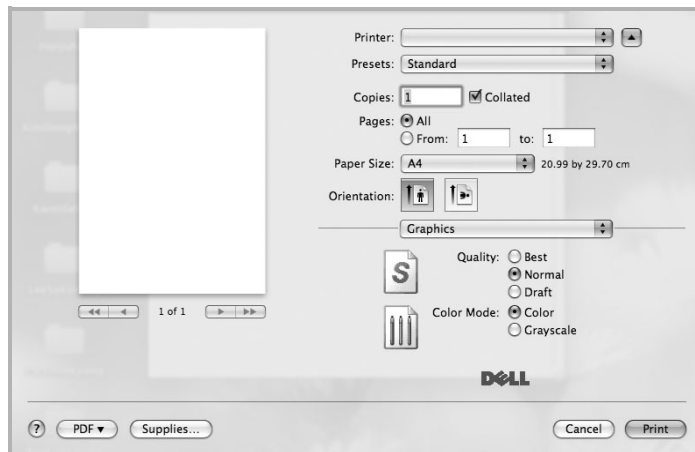 Printer:
Presets: Standard
Copies: 1 Collated
Pages: All
From: 1 to: 1
Paper Size: A4 20.99 by 29.70 cm
Orientation:
Graphics
S
Quality: Best
Normal
Draft
1 of 1
Color Mode: Color
Grayscale
DELL
? PDF Supplies... Cancel Print